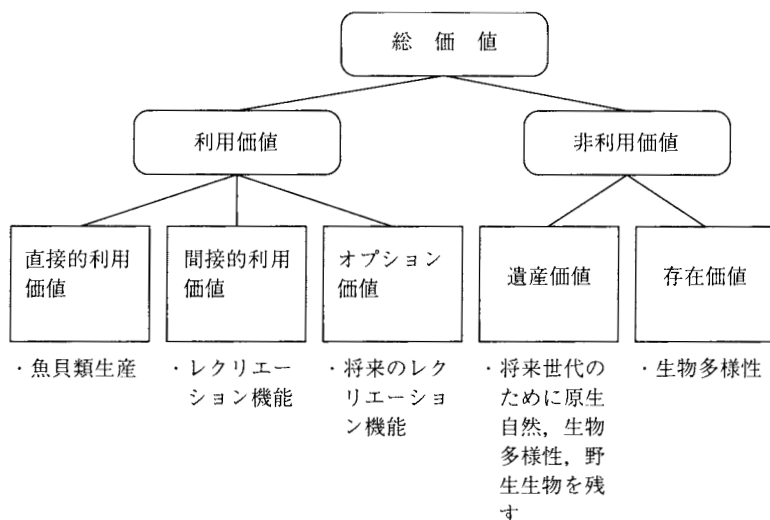 総価値
利用価値
非利用価値
直接的利用
価値
間接的利用
価値
オプション
価値
遺産価値
存在価値
・魚貝類生産
・レクリエー
ション機能
・将来のレク
リエーショ
ン機能
・将来世代の
ために原生
自然，生物
多様性，野
生生物を残
す
・生物多様性